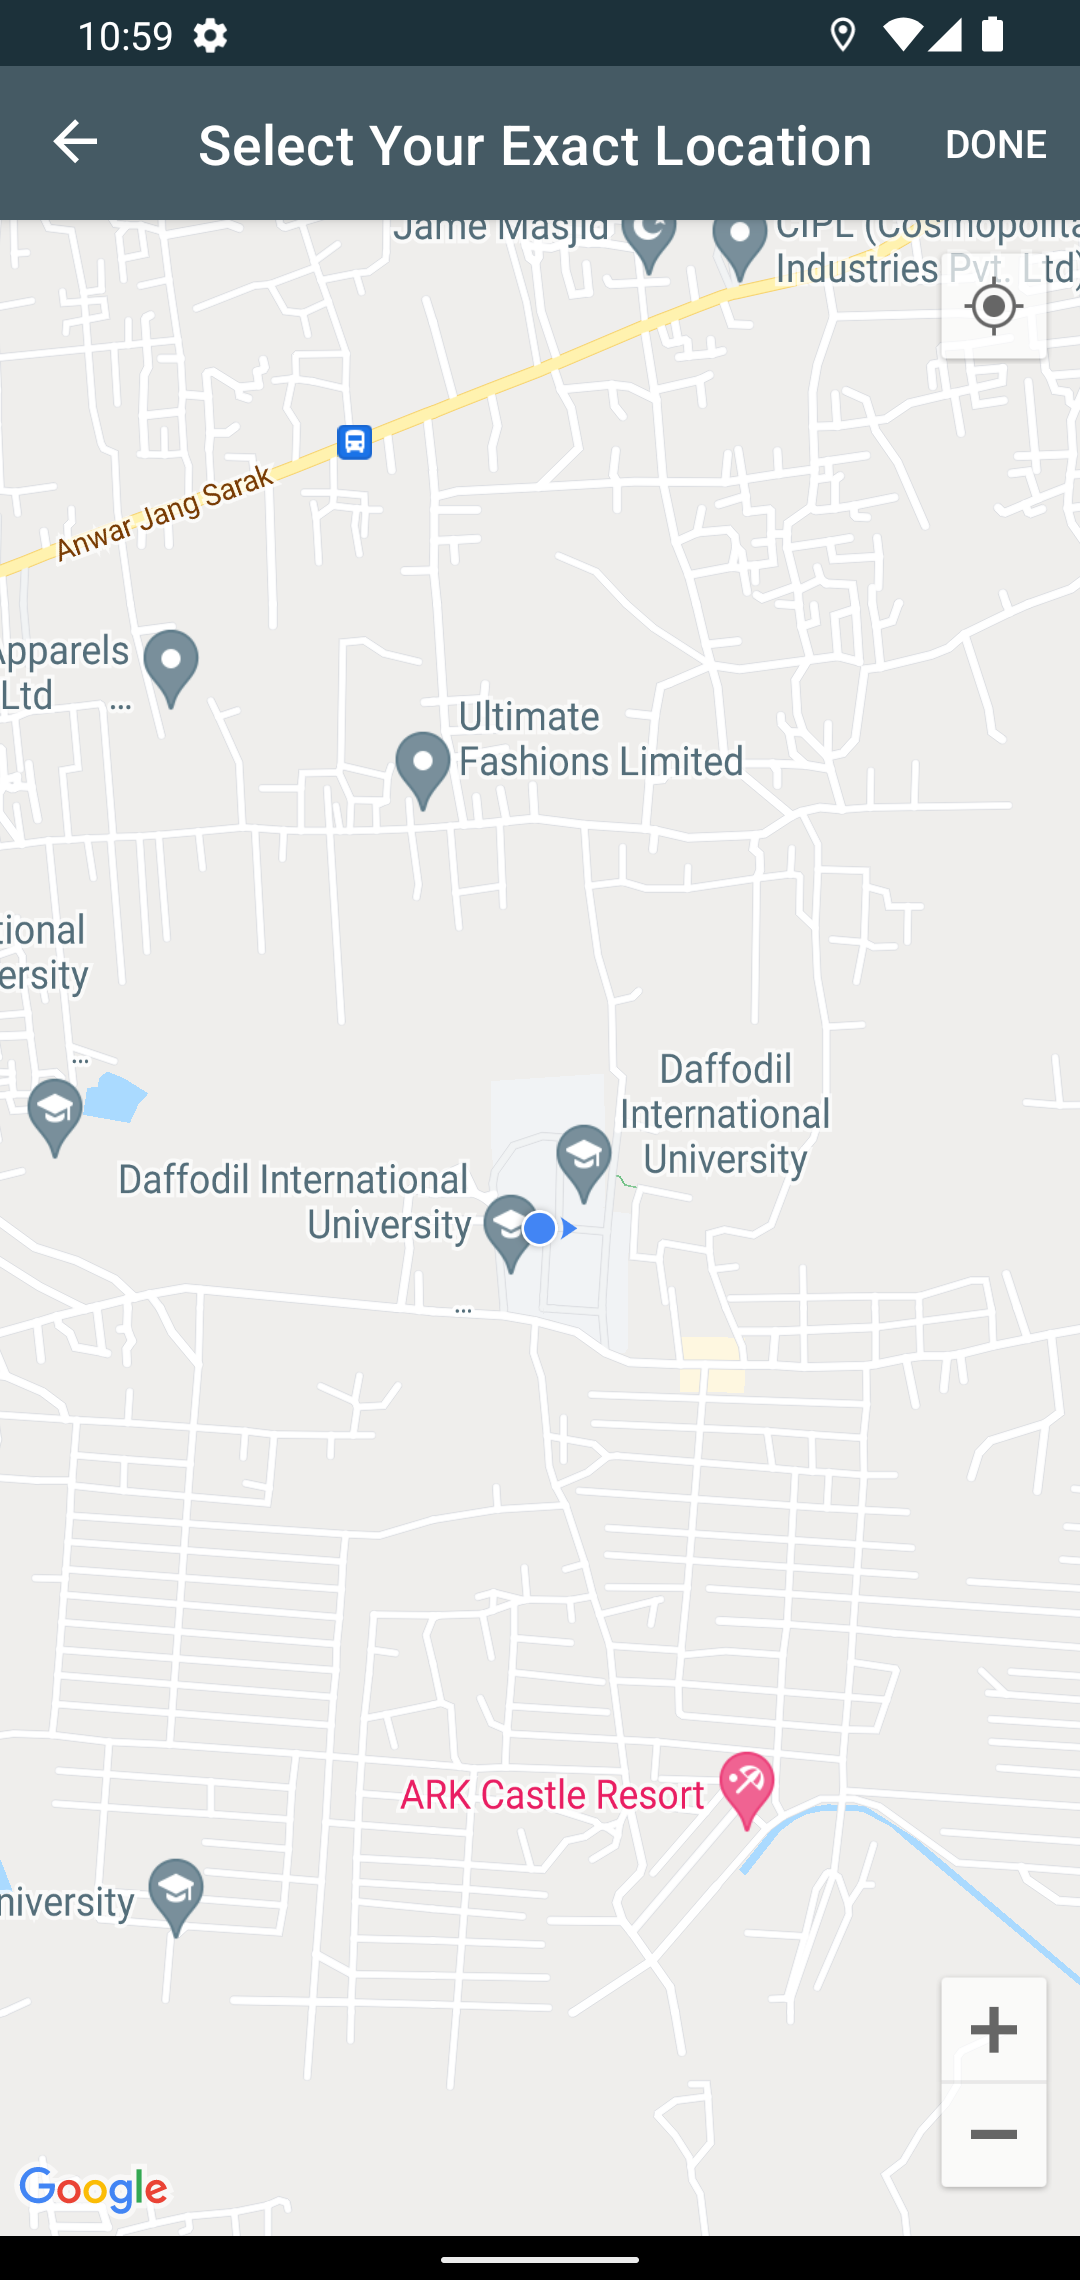 10:59
Select Your Exact Location
DONE
Jame Masjid
CIPL (Cosmopolita
Industries Pvt. Ltd)
Anwar Jang Sarak
Apparels
Ltd ...
Ultimate
Fashions Limited
tional
ersity
...
Daffodil
International
University
Daffodil International
University
...
ARK Castle Resort
niversity
Google